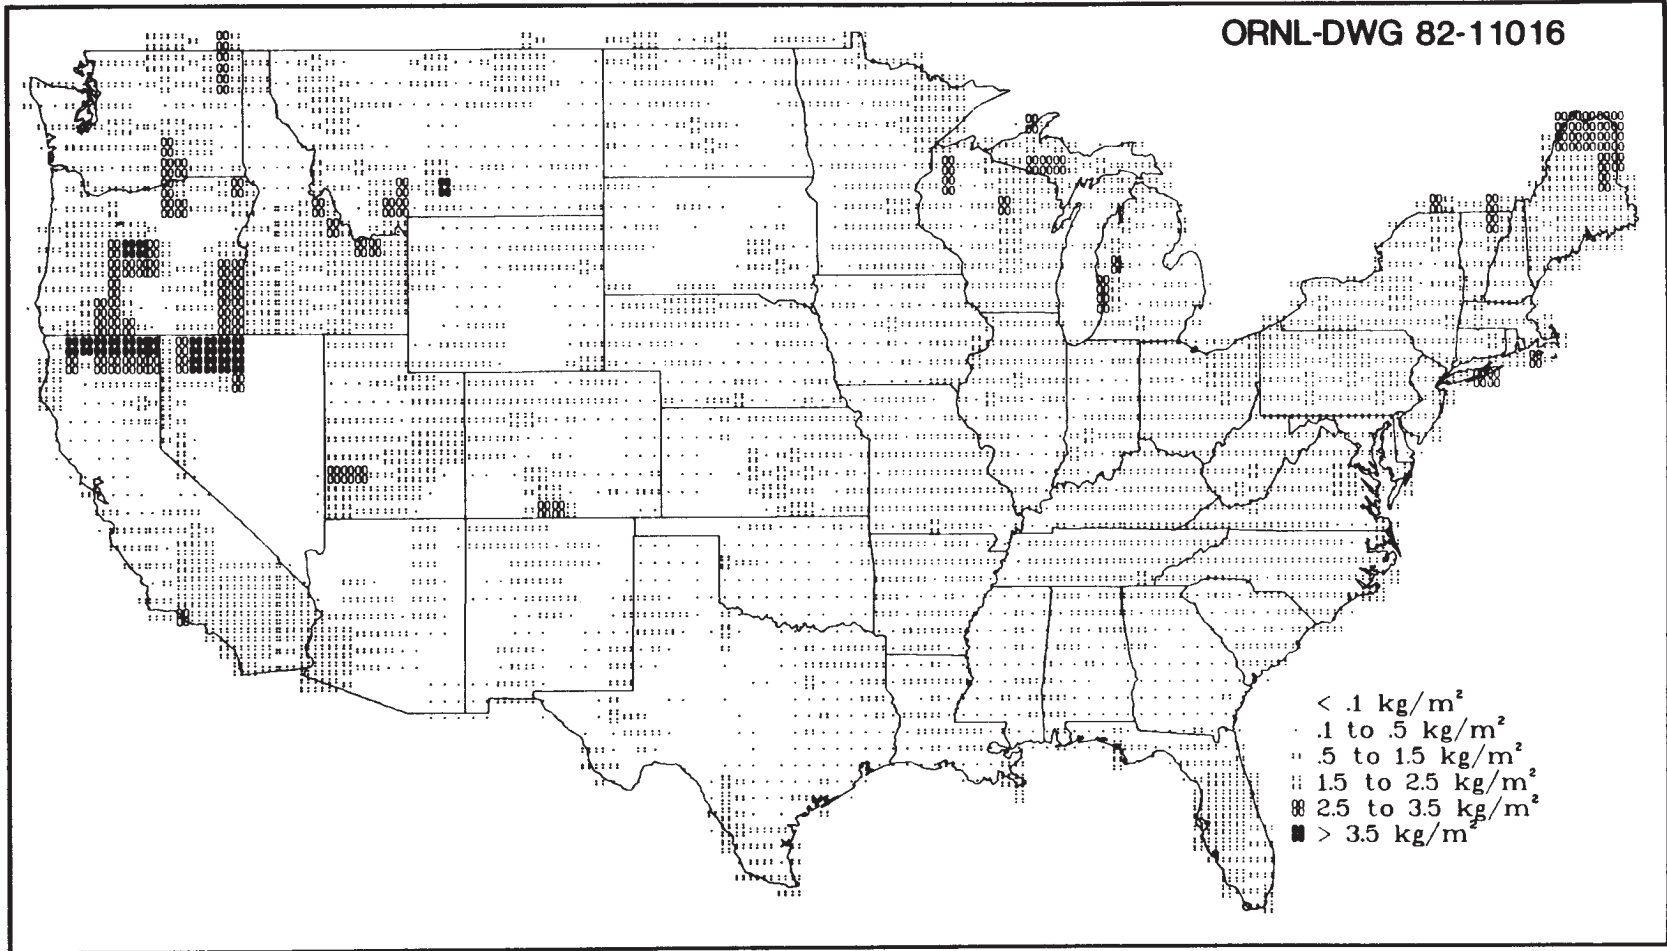 ORNL-DWG 82-11016
< .1 kg/m²
.1 to .5 kg/m²
.5 to 1.5 kg/m²
1.5 to 2.5 kg/m²
2.5 to 3.5 kg/m²
> 3.5 kg/m²